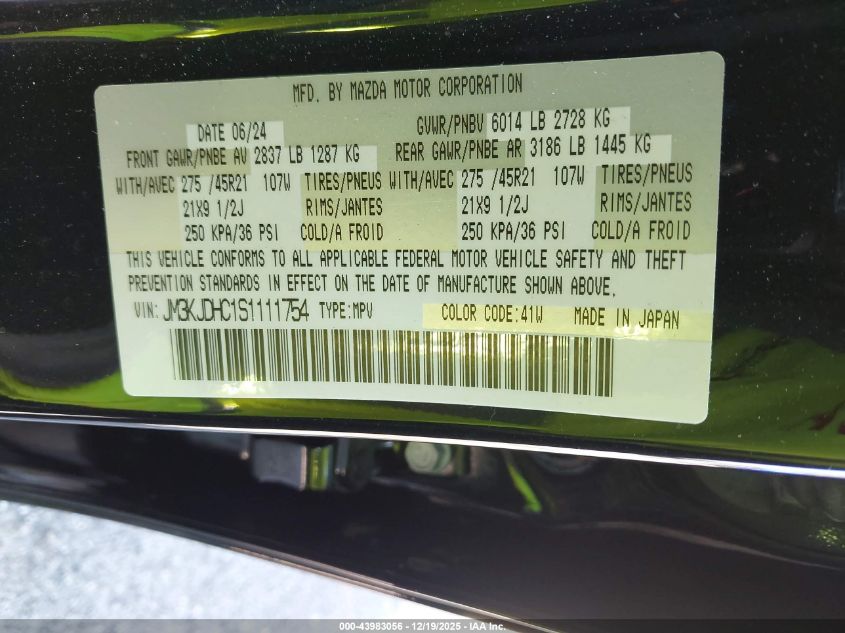 MFD. BY MAZDA MOTOR CORPORATION
DATE 06/24 GVWR/PNBV 6014 LB 2728 KG
FRONT GAWR/PNBE AV 2837 LB 1287 KG REAR GAWR/PNBE AR 3186 LB 1445 KG
WITH/AVEC 275 /45R21 107W TIRES/PNEUS WITH/AVEC 275 /45R21 107W TIRES/PNEUS
21X9 1/2J RIMS/JANTES 21X9 1/2J RIMS/JANTES
250 KPA/36 PSI COLD/A FROID 250 KPA/36 PSI COLD/A FROID
THIS VEHICLE CONFORMS TO ALL APPLICABLE FEDERAL MOTOR VEHICLE SAFETY AND THEFT
PREVENTION STANDARDS IN EFFECT ON THE DATE OF MANUFACTURE SHOWN ABOVE.
VIN: JM3KJDHC1S1111754 TYPE:MPV COLOR CODE:41W MADE IN JAPAN
000-43983056 - 12/19/2025 - IAA Inc.